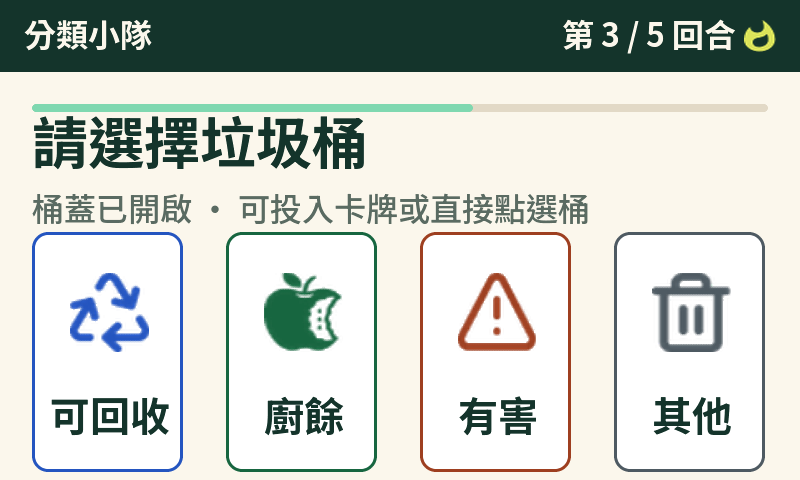 分類小隊
第 3 / 5 回合
請選擇垃圾桶
桶蓋已開啟 • 可投入卡牌或直接點選桶
可回收
廚餘
有害
其他